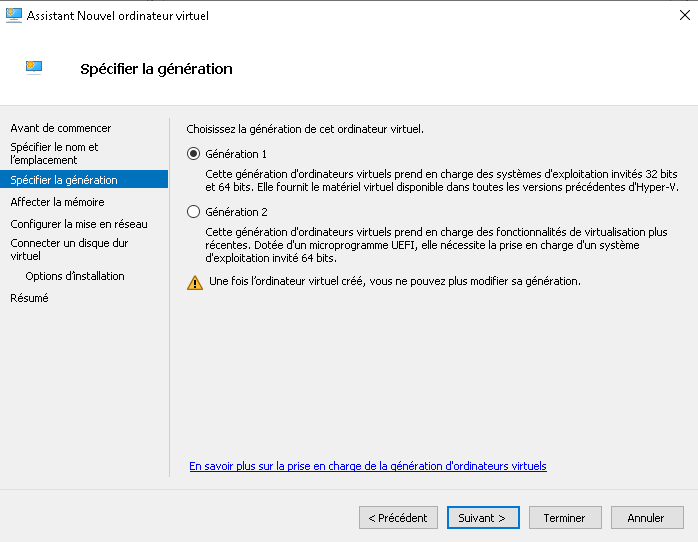 Assistant Nouvel ordinateur virtuel
Spécifier la génération
Avant de commencer
Spécifier le nom et
l'emplacement
Spécifier la génération
Affecter la mémoire
Configurer la mise en réseau
Connecter un disque dur
virtuel
Options d'installation
Résumé
Choisissez la génération de cet ordinateur virtuel.
Génération 1
Cette génération d'ordinateurs virtuels prend en charge des systèmes d'exploitation invités 32 bits
et 64 bits. Elle fournit le matériel virtuel disponible dans toutes les versions précédentes d'Hyper-V.
Génération 2
Cette génération d'ordinateurs virtuels prend en charge des fonctionnalités de virtualisation plus
récentes. Dotée d'un microprogramme UEFI, elle nécessite la prise en charge d'un système
d'exploitation invité 64 bits.
Une fois l'ordinateur virtuel créé, vous ne pouvez plus modifier sa génération.
En savoir plus sur la prise en charge de la génération d'ordinateurs virtuels
< Précédent
Suivant >
Terminer
Annuler